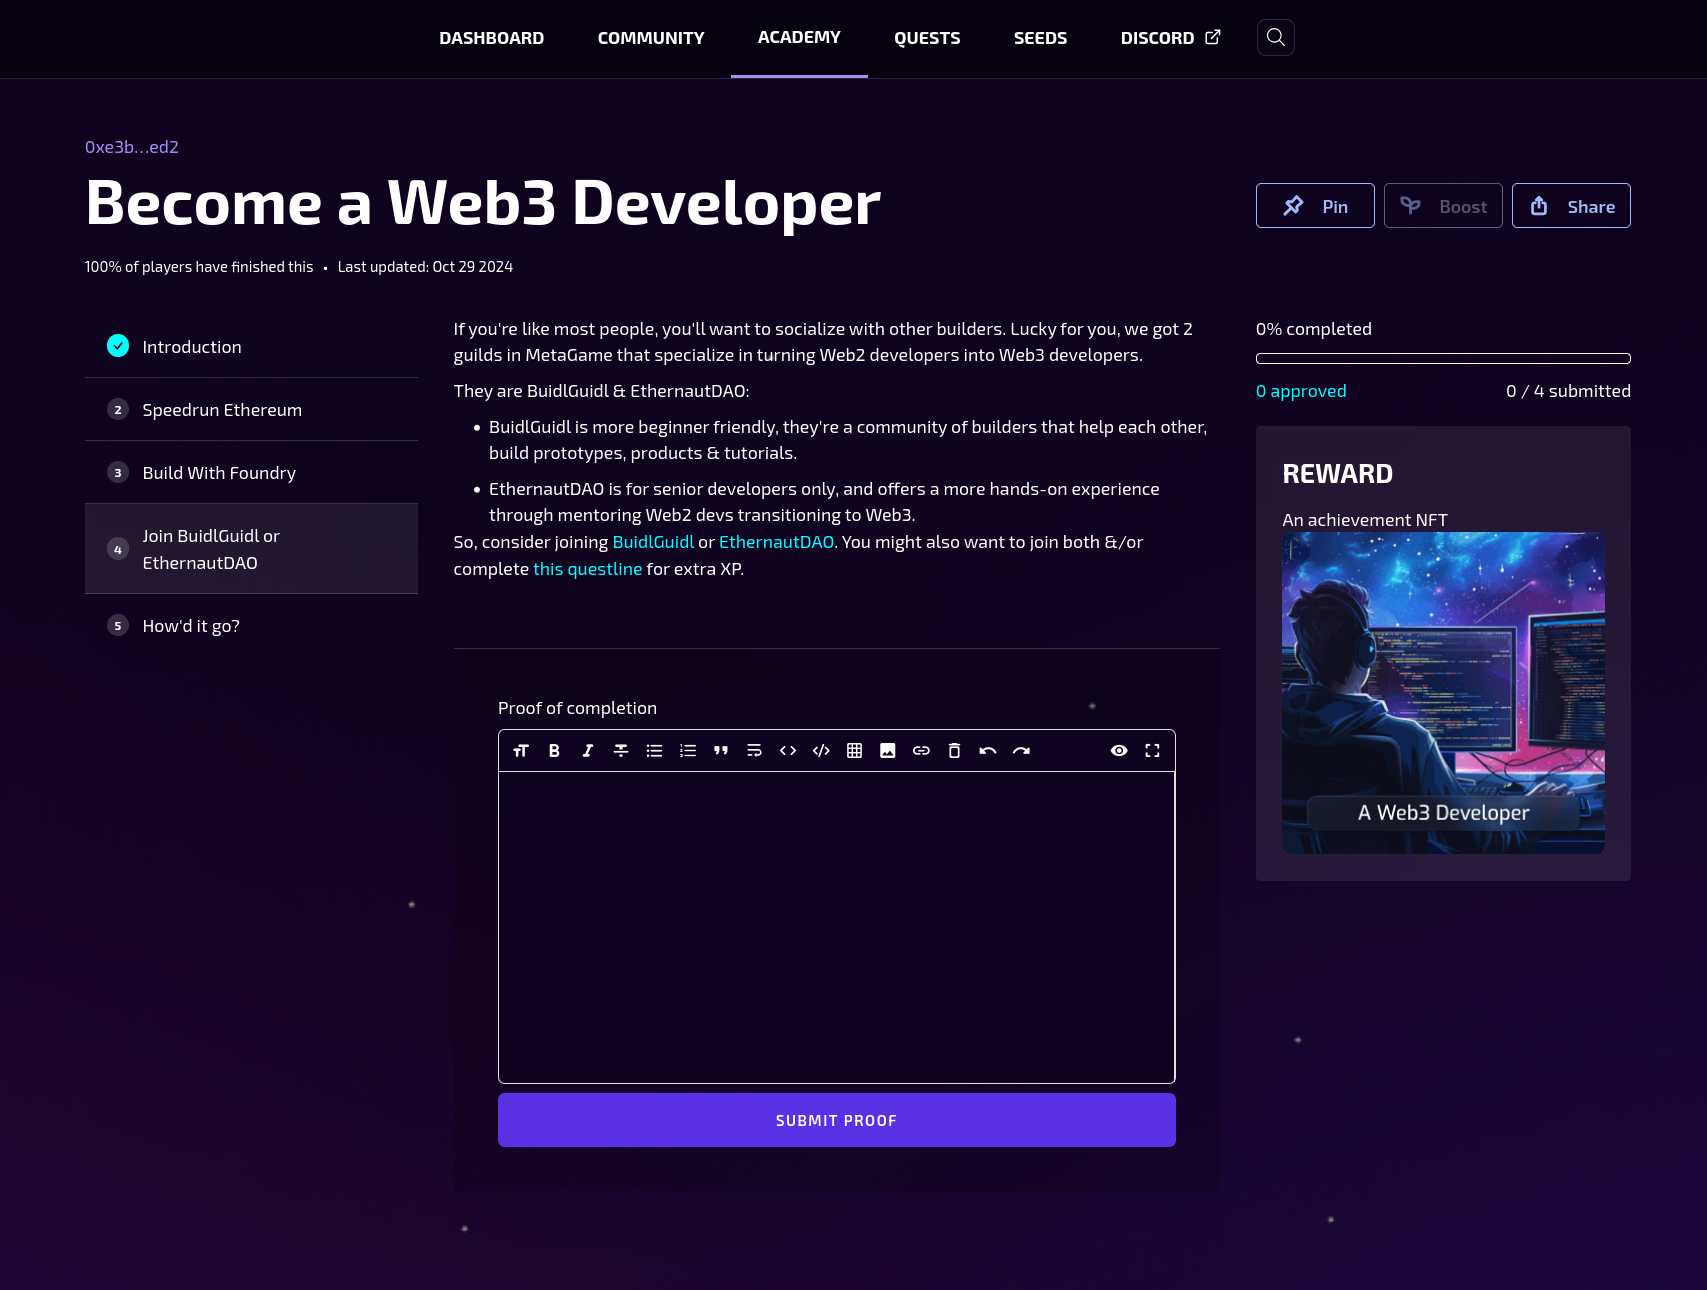 DASHBOARD COMMUNITY ACADEMY QUESTS SEEDS DISCORD
0xe3b...ed2
Become a Web3 Developer
Pin Boost Share
100% of players have finished this • Last updated: Oct 29 2024
Introduction
2 Speedrun Ethereum
3 Build With Foundry
4 Join BuidlGuidl or
EthernautDAO
5 How'd it go?
If you're like most people, you'll want to socialize with other builders. Lucky for you, we got 2
guilds in MetaGame that specialize in turning Web2 developers into Web3 developers.
They are BuidlGuidl & EthernautDAO:
• BuidlGuidl is more beginner friendly, they're a community of builders that help each other,
build prototypes, products & tutorials.
• EthernautDAO is for senior developers only, and offers a more hands-on experience
through mentoring Web2 devs transitioning to Web3.
So, consider joining BuidlGuidl or EthernautDAO. You might also want to join both &/or
complete this questline for extra XP.
Proof of completion
SUBMIT PROOF
0% completed
0 approved 0 / 4 submitted
REWARD
An achievement NFT
A Web3 Developer